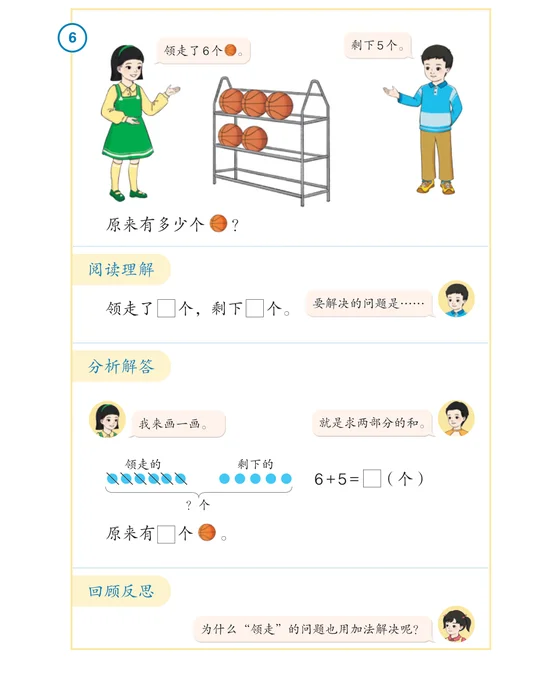 6
领走了6个。
剩下5个。
原来有多少个？
阅读理解
领走了□个，剩下□个。
要解决的问题是……
分析解答
我来画一画。
就是求两部分的和。
领走的
剩下的
6+5=□（个）
？个
原来有□个。
回顾反思
为什么“领走”的问题也用加法解决呢？